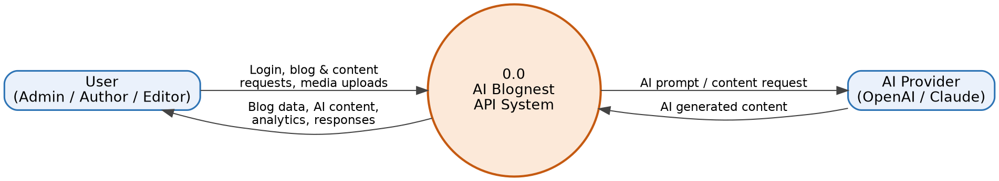 User
(Admin / Author / Editor)
Login, blog & content
requests, media uploads
Blog data, AI content,
analytics, responses
0.0
AI Blognest
API System
AI prompt / content request
AI generated content
AI Provider
(OpenAI / Claude)